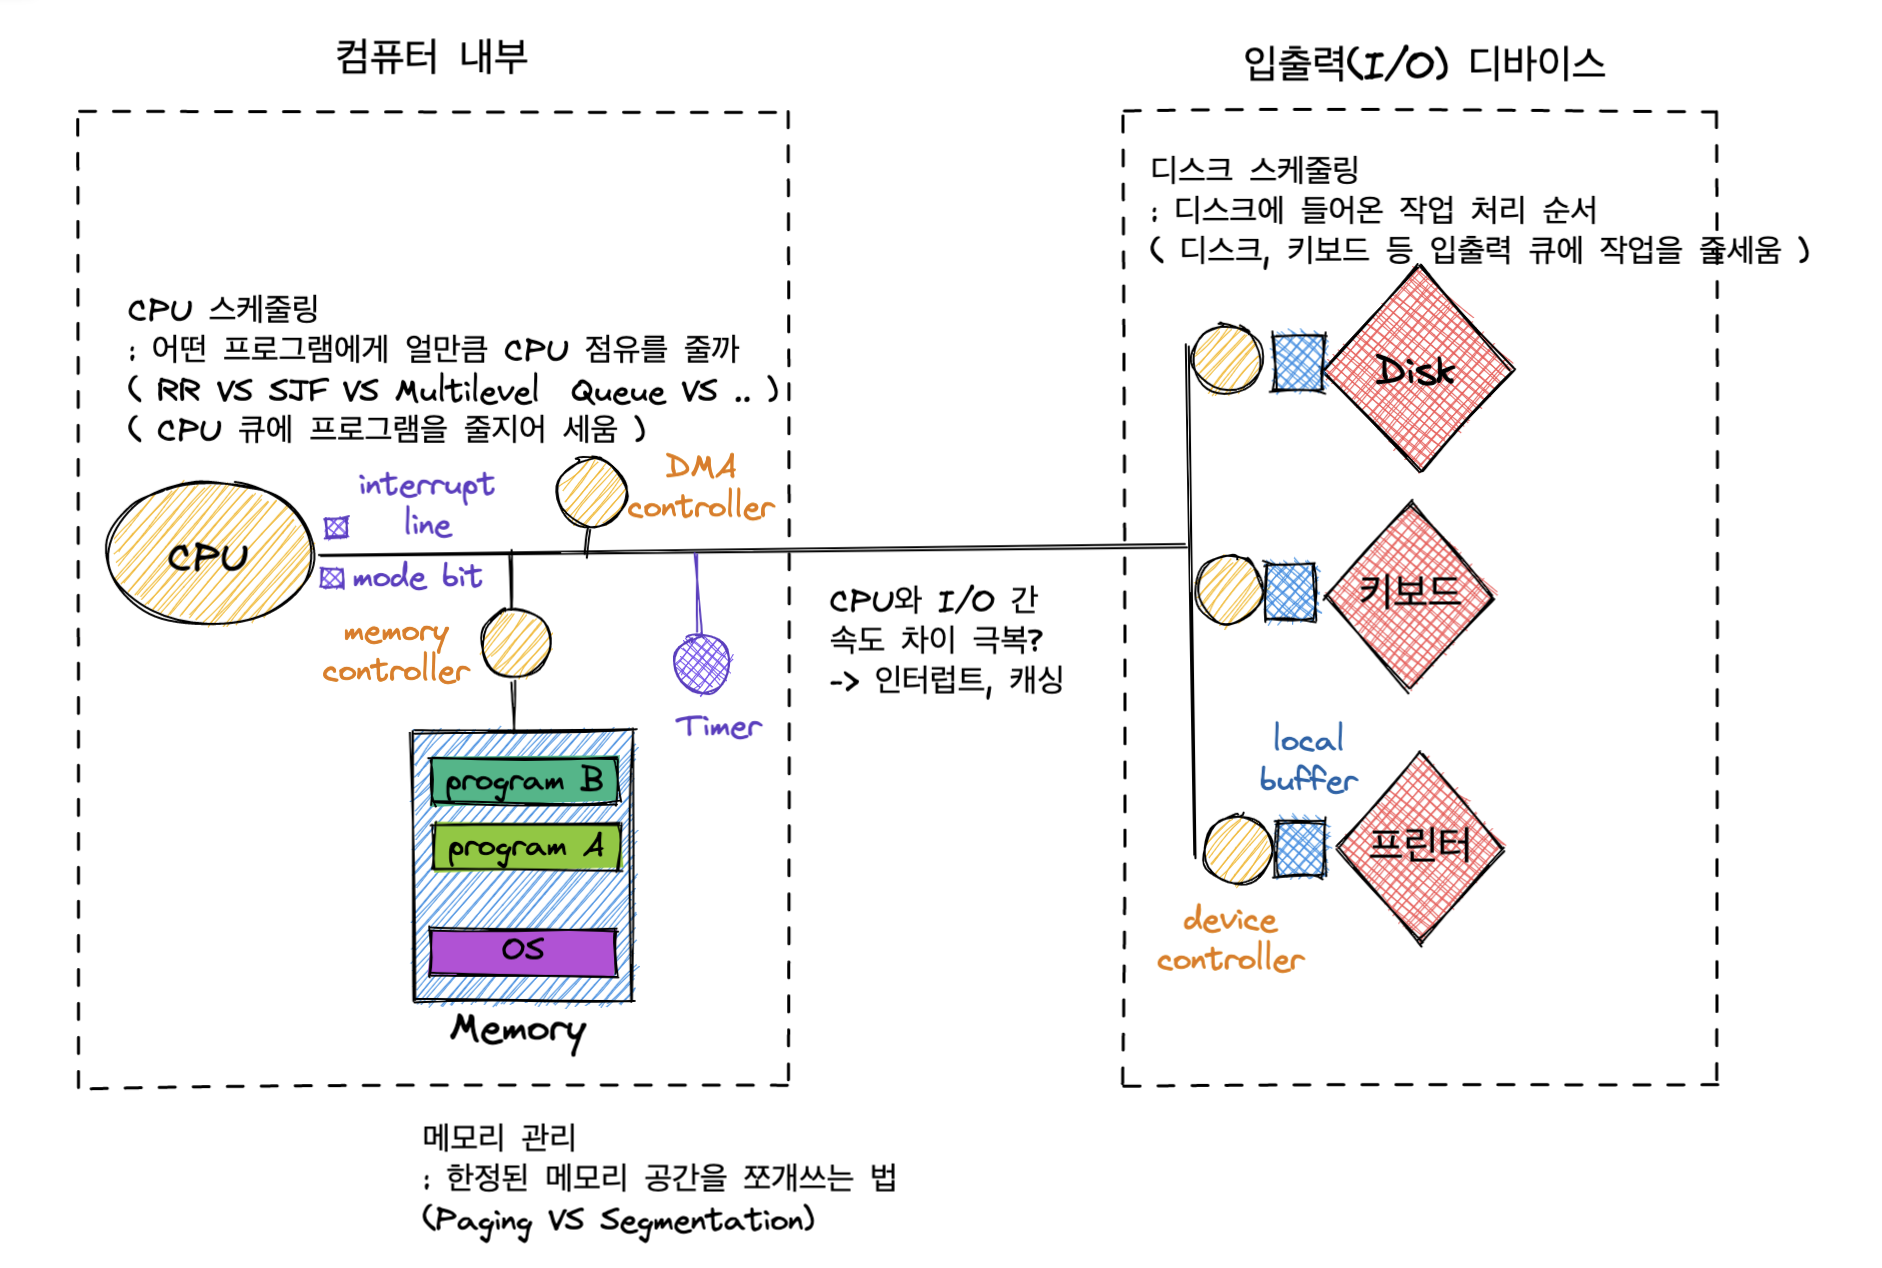 컴퓨터 내부
입출력(I/O) 디바이스
디스크 스케줄링
: 디스크에 들어온 작업 처리 순서
( 디스크, 키보드 등 입출력 큐에 작업을 줄세움 )
CPU 스케줄링
: 어떤 프로그램에게 얼만큼 CPU 점유를 줄까
( RR VS SJF VS Multilevel Queue VS .. )
( CPU 큐에 프로그램을 줄지어 세움 )
interrupt
line
DMA
controller
CPU
mode bit
memory
controller
Timer
CPU와 I/O 간
속도 차이 극복?
-> 인터럽트, 캐싱
Disk
키보드
local
buffer
프린터
device
controller
program B
program A
OS
Memory
메모리 관리
: 한정된 메모리 공간을 쪼개쓰는 법
(Paging VS Segmentation)